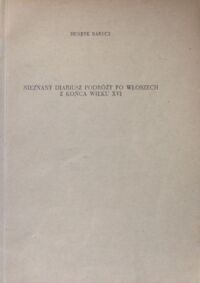 HENRYK BARYCZ
NIEZNANY DIARIUSZ PODRÓŻY PO WŁOSZECH
Z KOŃCA WIEKU XVI